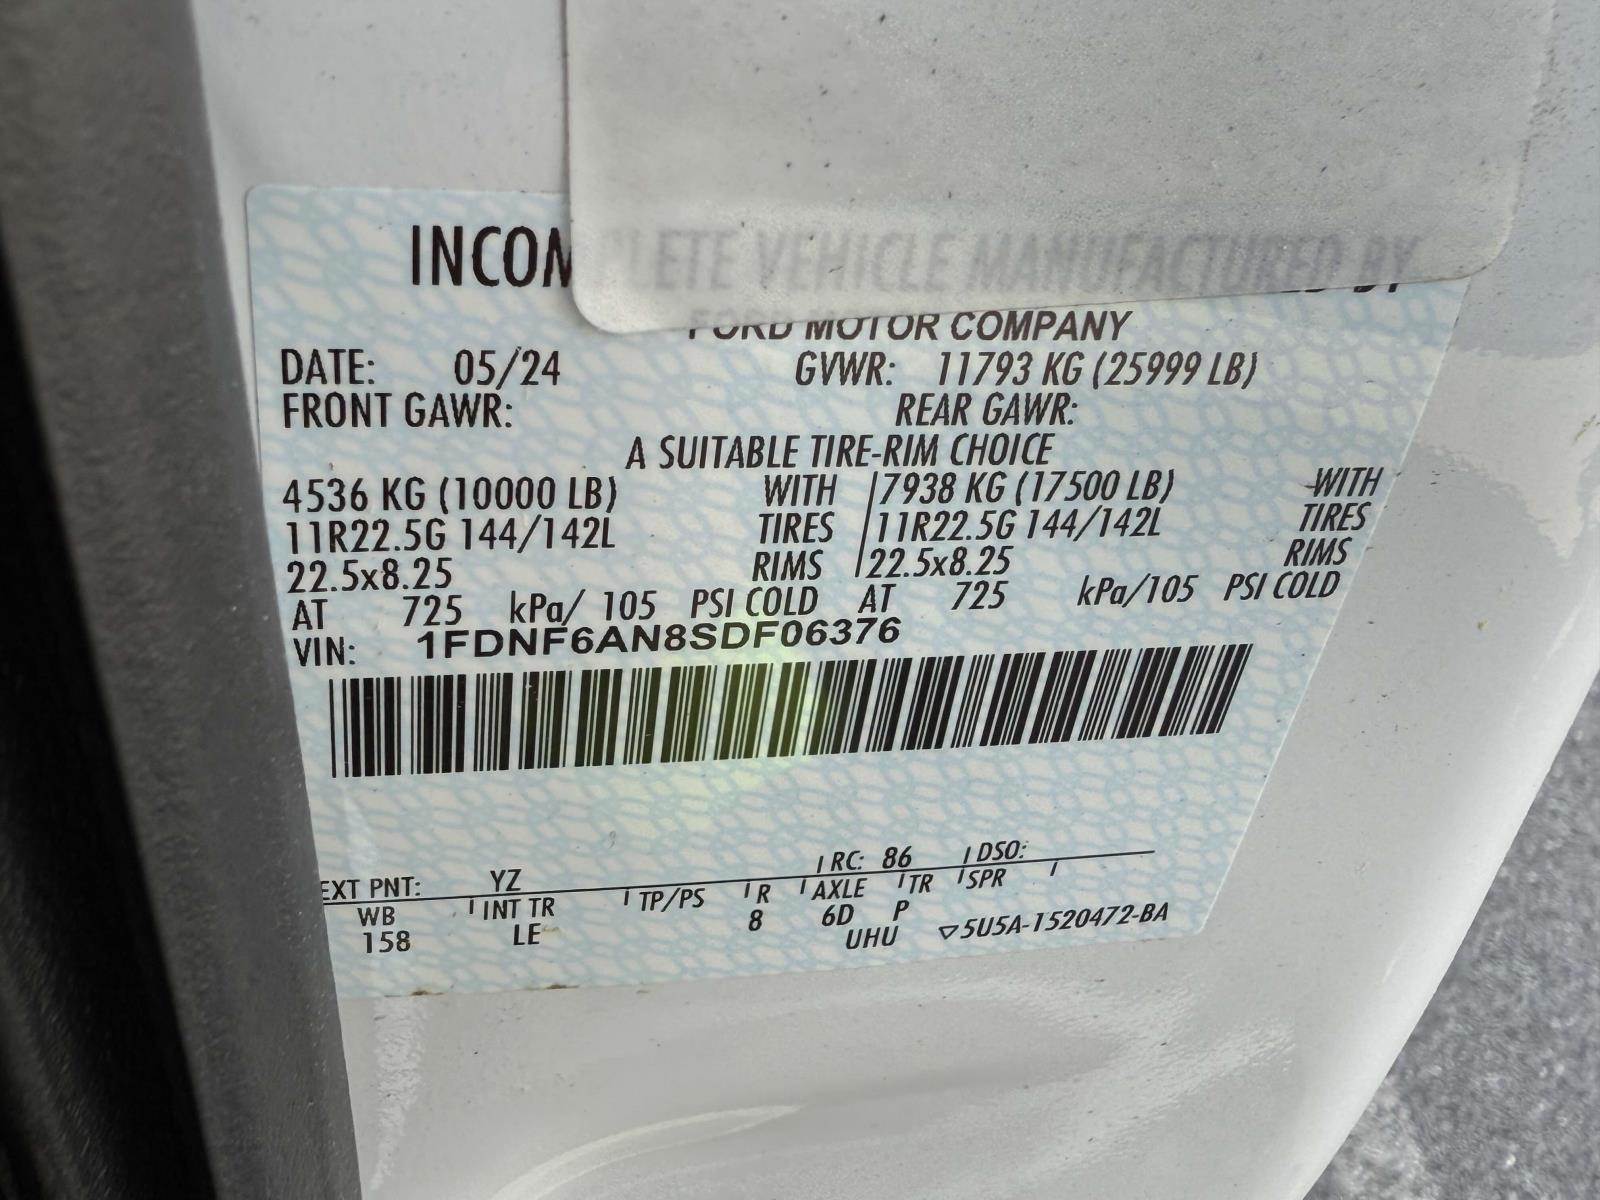 INCOMPLETE VEHICLE MANUFACTURED BY
FORD MOTOR COMPANY
DATE: 05/24 GVWR: 11793 KG (25999 LB)
FRONT GAWR: REAR GAWR:
A SUITABLE TIRE-RIM CHOICE
4536 KG (10000 LB) WITH 7938 KG (17500 LB) WITH
11R22.5G 144/142L TIRES 11R22.5G 144/142L TIRES
22.5x8.25 RIMS 22.5x8.25 RIMS
AT 725 kPa/ 105 PSI COLD AT 725 kPa/105 PSI COLD
VIN: 1FDNF6AN8SDF06376
EXT PNT: YZ RC: 86 DSO:
WB INT TR TP/PS R AXLE TR SPR
158 LE 8 6D P
UHU ▽5U5A-1520472-BA